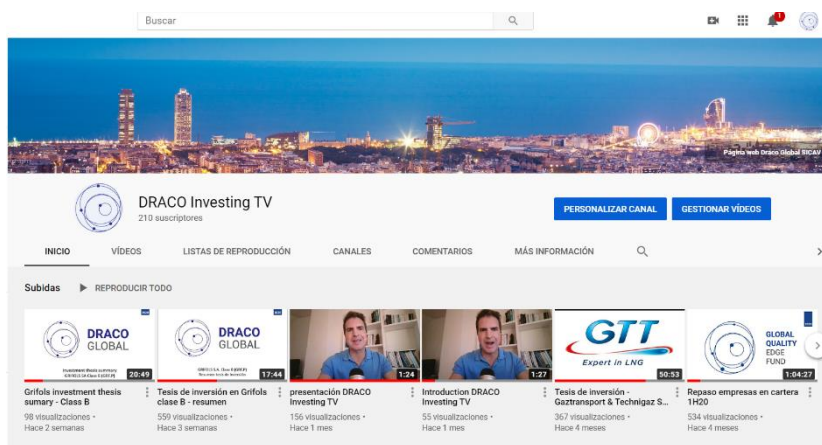 Buscar
1
Página web Draco Global SICAV
DRACO Investing TV
210 suscriptores
PERSONALIZAR CANAL
GESTIONAR VÍDEOS
INICIO
VÍDEOS
LISTAS DE REPRODUCCIÓN
CANALES
COMENTARIOS
MÁS INFORMACIÓN
Subidas
REPRODUCIR TODO
DRACO
GLOBAL
Investment thesis summary
20:49
Grifols investment thesis
sumary - Class B
98 visualizaciones •
Hace 2 semanas
DRACO
GLOBAL
17:44
Tesis de inversión en Grifols
clase B - resumen
559 visualizaciones •
Hace 3 semanas
1:24
presentación DRACO
Investing TV
156 visualizaciones •
Hace 1 mes
1:27
Introduction DRACO
Investing TV
55 visualizaciones •
Hace 1 mes
GTT
Expert in LNG
50:53
Tesis de inversión -
Gaztransport & Technigaz S...
367 visualizaciones •
Hace 4 meses
GLOBAL
QUALITY
EDGE
FUND
1:04:27
Repaso empresas en cartera
1H20
534 visualizaciones •
Hace 4 meses